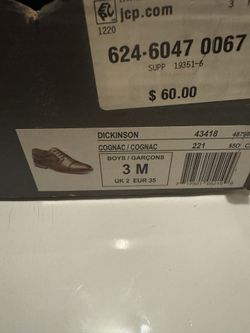 3
jcp.com
1220
624-6047 0067
SUPP 19351-6
$ 60.00
DICKINSON 43418
COGNAC / COGNAC 221
BOYS / GARÇONS
3 M
UK 2 EUR 35